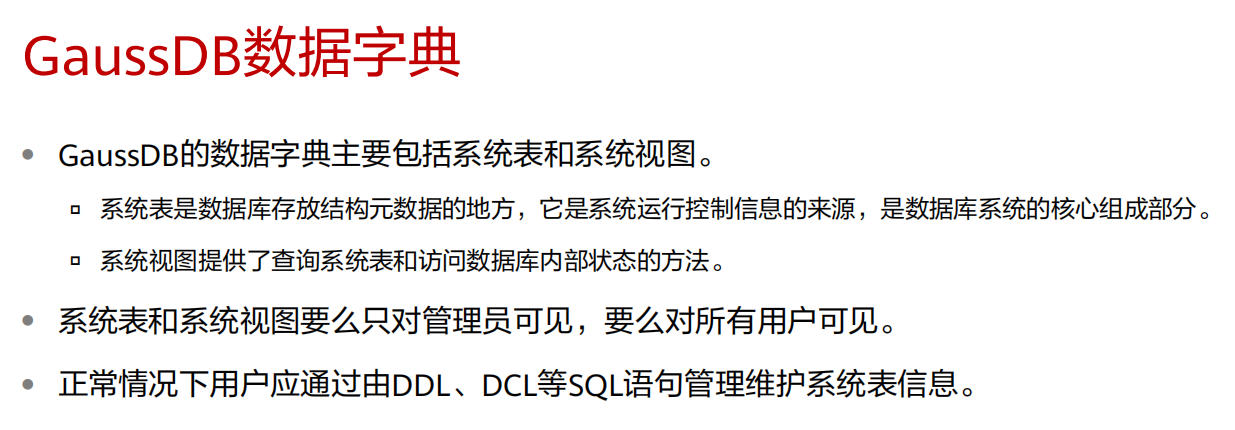 GaussDB数据字典
GaussDB的数据字典主要包括系统表和系统视图。
系统表是数据库存放结构元数据的地方，它是系统运行控制信息的来源，是数据库系统的核心组成部分。
系统视图提供了查询系统表和访问数据库内部状态的方法。
系统表和系统视图要么只对管理员可见，要么对所有用户可见。
正常情况下用户应通过由DDL、DCL等SQL语句管理维护系统表信息。